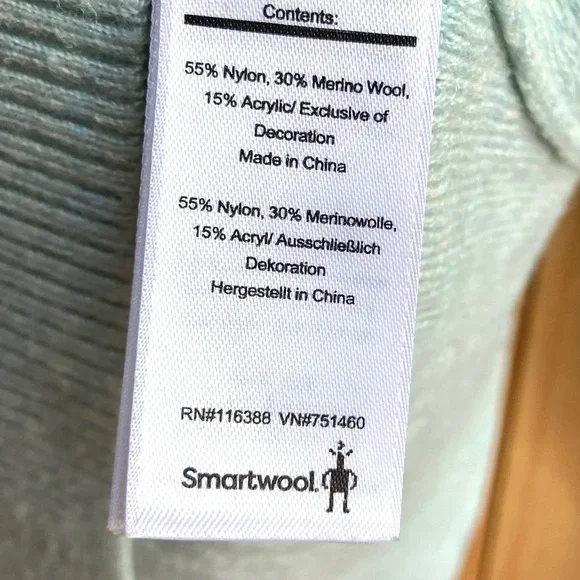 Contents:
55% Nylon, 30% Merino Wool,
15% Acrylic/ Exclusive of
Decoration
Made in China
55% Nylon, 30% Merinowolle,
15% Acryl/ Ausschließlich
Dekoration
Hergestellt in China
RN#116388 VN#751460
Smartwool.